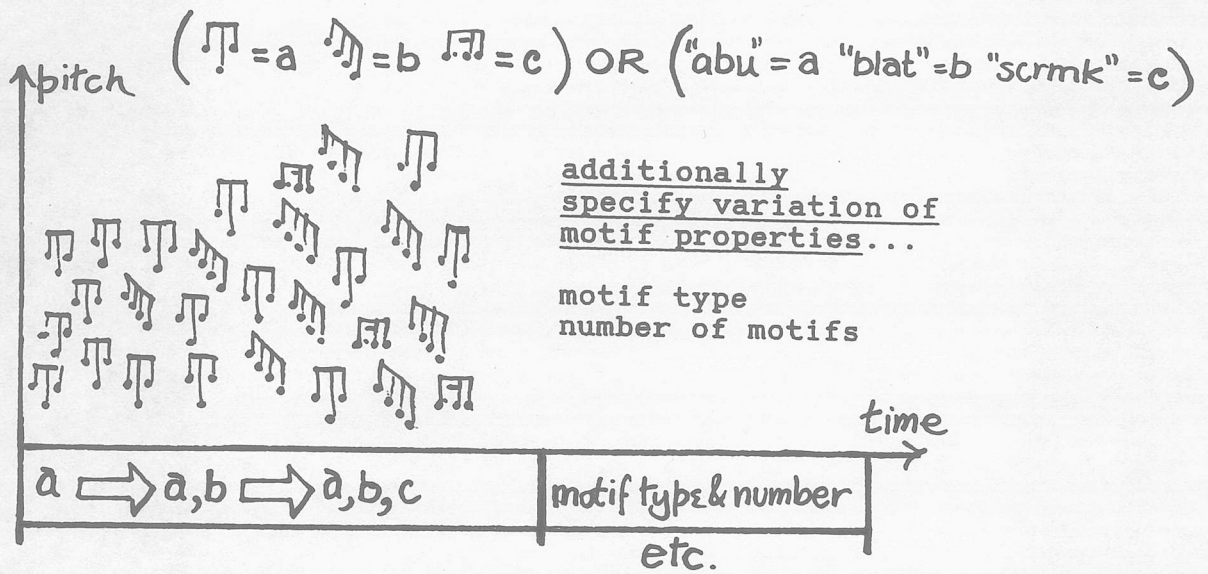 ( =a =b =c) OR ("abu"=a "blat"=b "scrmk"=c)
pitch
additionally
specify variation of
motif properties...
motif type
number of motifs
time
a ⇨ a,b ⇨ a,b,c
motif type & number
etc.